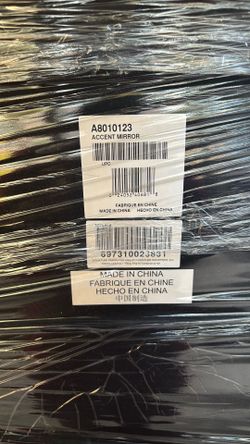 A8010123
ACCENT MIRROR
UPC
FABRIQUE EN CHINE
MADE IN CHINA HECHO EN CHINA
697310023831
MADE IN CHINA
FABRIQUE EN CHINE
HECHO EN CHINA
中国制造